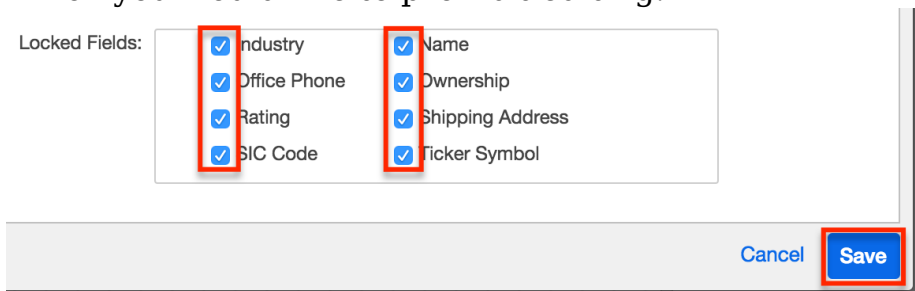 Locked Fields: Industry Name
Office Phone Ownership
Rating Shipping Address
SIC Code Ticker Symbol
Cancel Save